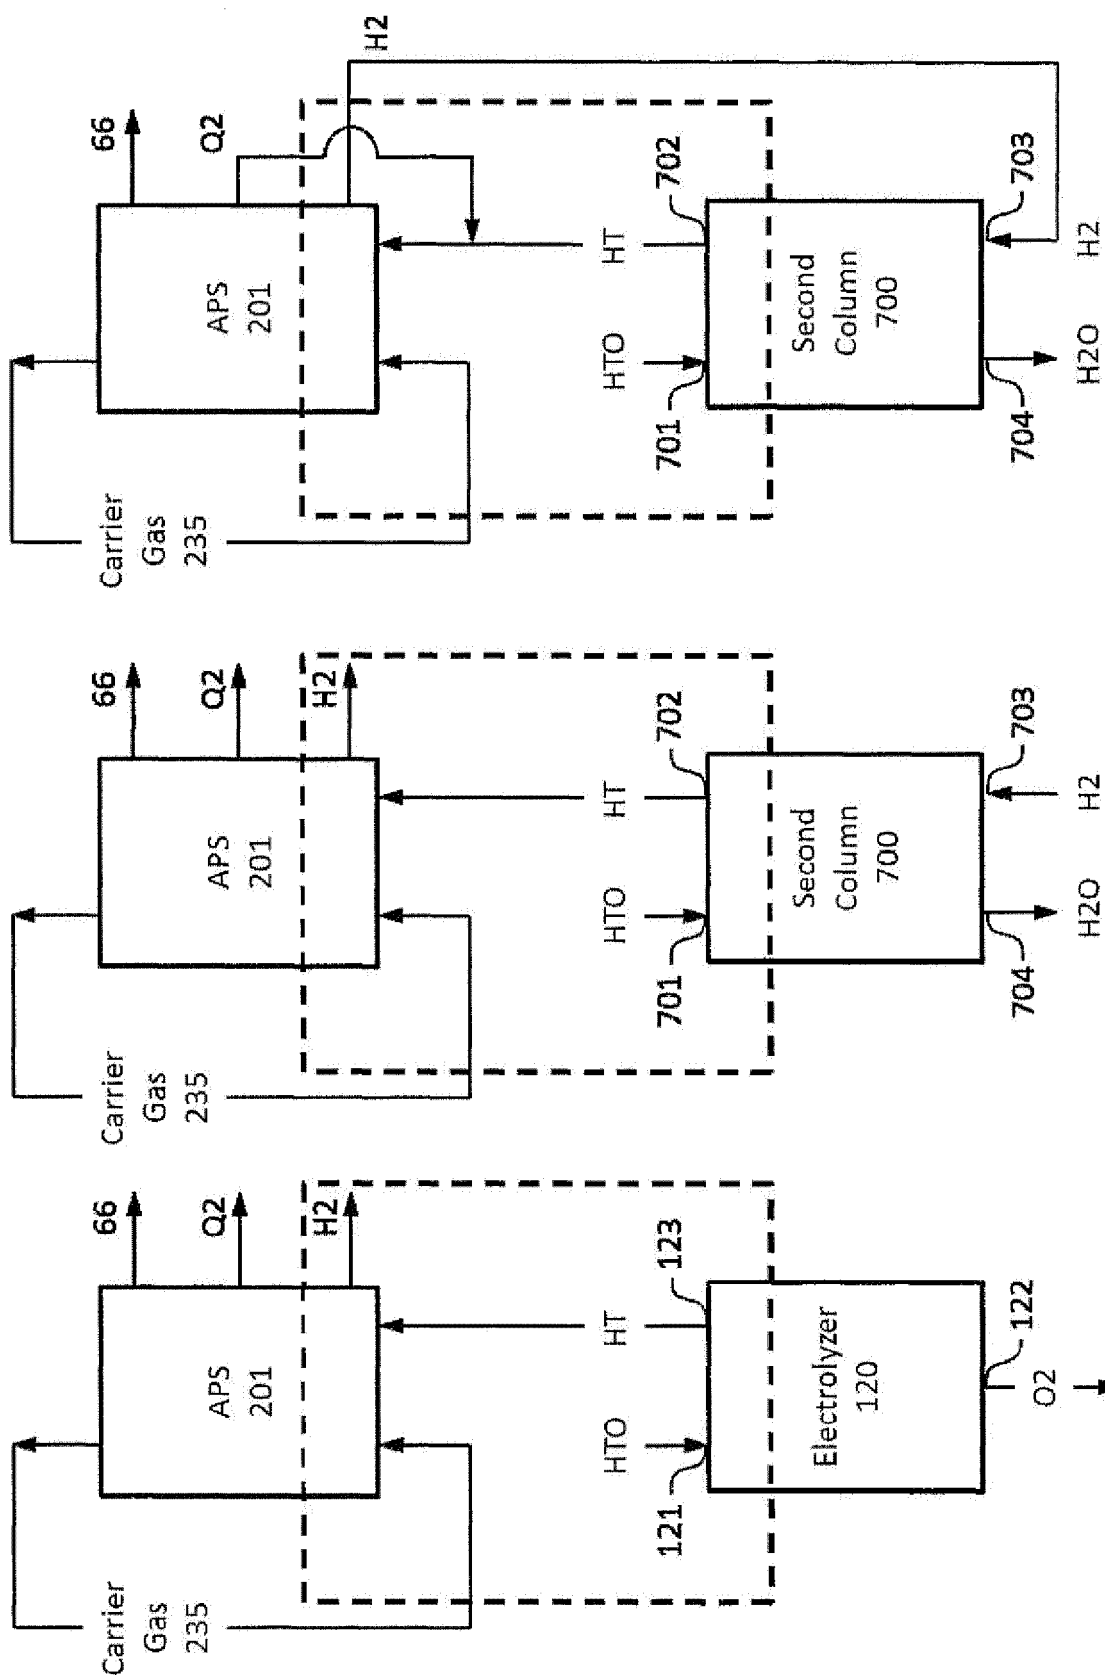 Carrier
Gas
235
66
APS
201
Q2
H2
HTO
HT
121
123
Electrolyzer
120
122
O2
Carrier
Gas
235
66
APS
201
Q2
H2
HTO
HT
701
702
Second
Column
700
704
703
H2O
H2
Carrier
Gas
235
66
APS
201
Q2
H2
HTO
HT
701
702
Second
Column
700
704
703
H2O
H2